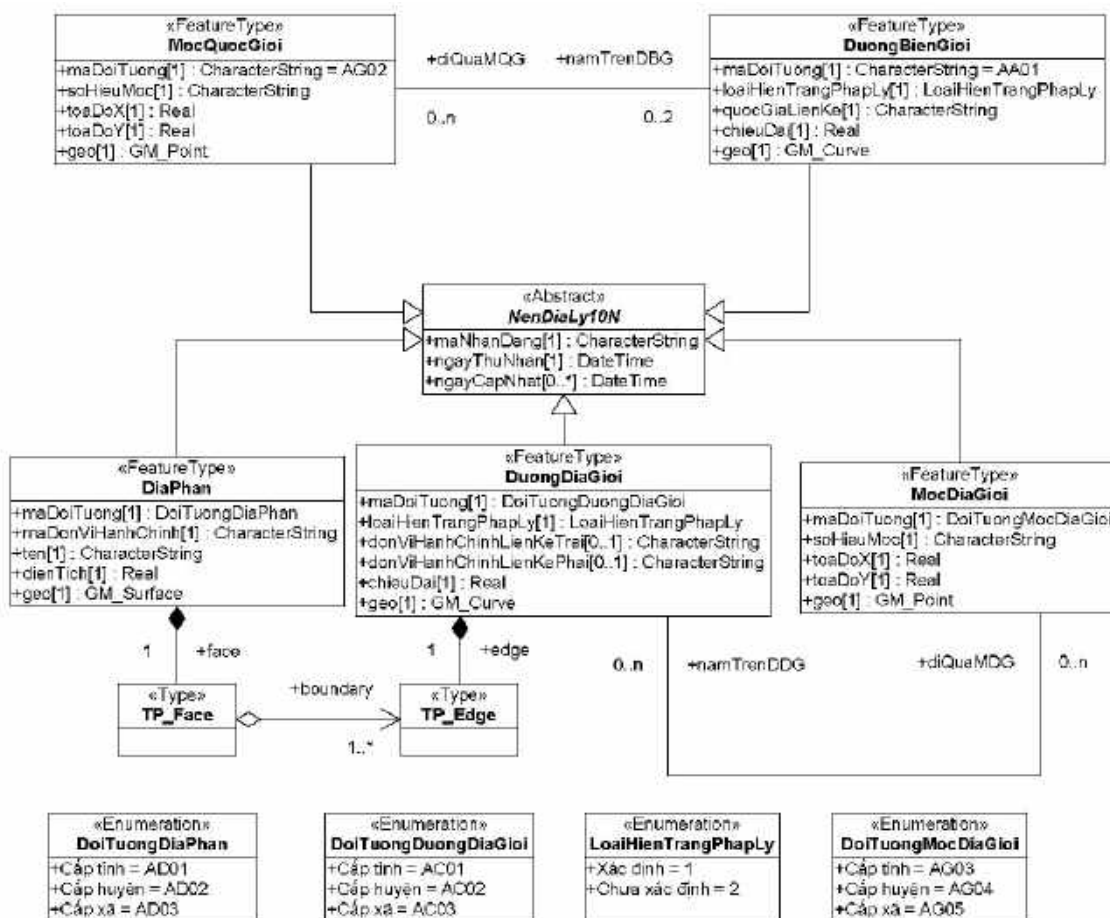 «FeatureType»
MocQuocGioi
+maDoiTuong[1] : CharacterString = AG02
+soHieuMoc[1] : CharacterString
+toaDoX[1] : Real
+toaDoY[1] : Real
+geo[1] : GM_Point
+diQuaMQG
+namTrenDBG
0..n
0..2
«FeatureType»
DuongBienGioi
+maDoiTuong[1] : CharacterString = AA01
+loaiHienTrangPhapLy[1] : LoaiHienTrangPhapLy
+quocGiaLienKe[1] : CharacterString
+chieuDai[1] : Real
+geo[1] : GM_Curve
«Abstract»
NenDiaLy10N
+maNhanDang[1] : CharacterString
+ngayThuNhan[1] : DateTime
+ngayCapNhat[0..*] : DateTime
«FeatureType»
DiaPhan
+maDoiTuong[1] : DoiTuongDiaPhan
+maDonViHanhChinh[1] : CharacterString
+ten[1] : CharacterString
+dienTich[1] : Real
+geo[1] : GM_Surface
«FeatureType»
DuongDiaGioi
+maDoiTuong[1] : DoiTuongDuongDiaGioi
+loaiHienTrangPhapLy[1] : LoaiHienTrangPhapLy
+donViHanhChinhLienKeTrai[0..1] : CharacterString
+donViHanhChinhLienKePhai[0..1] : CharacterString
+chieuDai[1] : Real
+geo[1] : GM_Curve
«FeatureType»
MocDiaGioi
+maDoiTuong[1] : DoiTuongMocDiaGioi
+soHieuMoc[1] : CharacterString
+toaDoX[1] : Real
+toaDoY[1] : Real
+geo[1] : GM_Point
1
+face
1
+edge
0..n
+namTrenDDG
+diQuaMDG
0..n
«Type»
TP_Face
+boundary
1..*
«Type»
TP_Edge
«Enumeration»
DoiTuongDiaPhan
+Cấp tỉnh = AD01
+Cấp huyện = AD02
+Cấp xã = AD03
«Enumeration»
DoiTuongDuongDiaGioi
+Cấp tỉnh = AC01
+Cấp huyện = AC02
+Cấp xã = AC03
«Enumeration»
LoaiHienTrangPhapLy
+Xác định = 1
+Chưa xác định = 2
«Enumeration»
DoiTuongMocDiaGioi
+Cấp tỉnh = AG03
+Cấp huyện = AG04
+Cấp xã = AG05